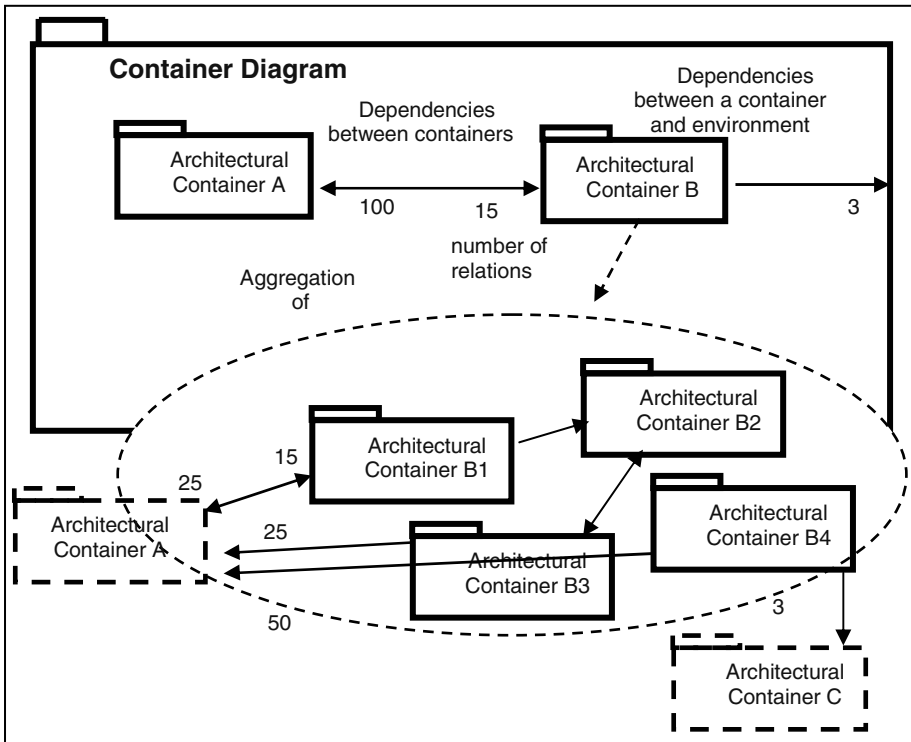 Container Diagram
Dependencies
between containers
Dependencies
between a container
and environment
Architectural
Container A
Architectural
Container B
100
15
3
number of
relations
Aggregation
of
Architectural
Container B2
Architectural
Container B1
15
25
Architectural
Container A
25
Architectural
Container B4
Architectural
Container B3
50
3
Architectural
Container C